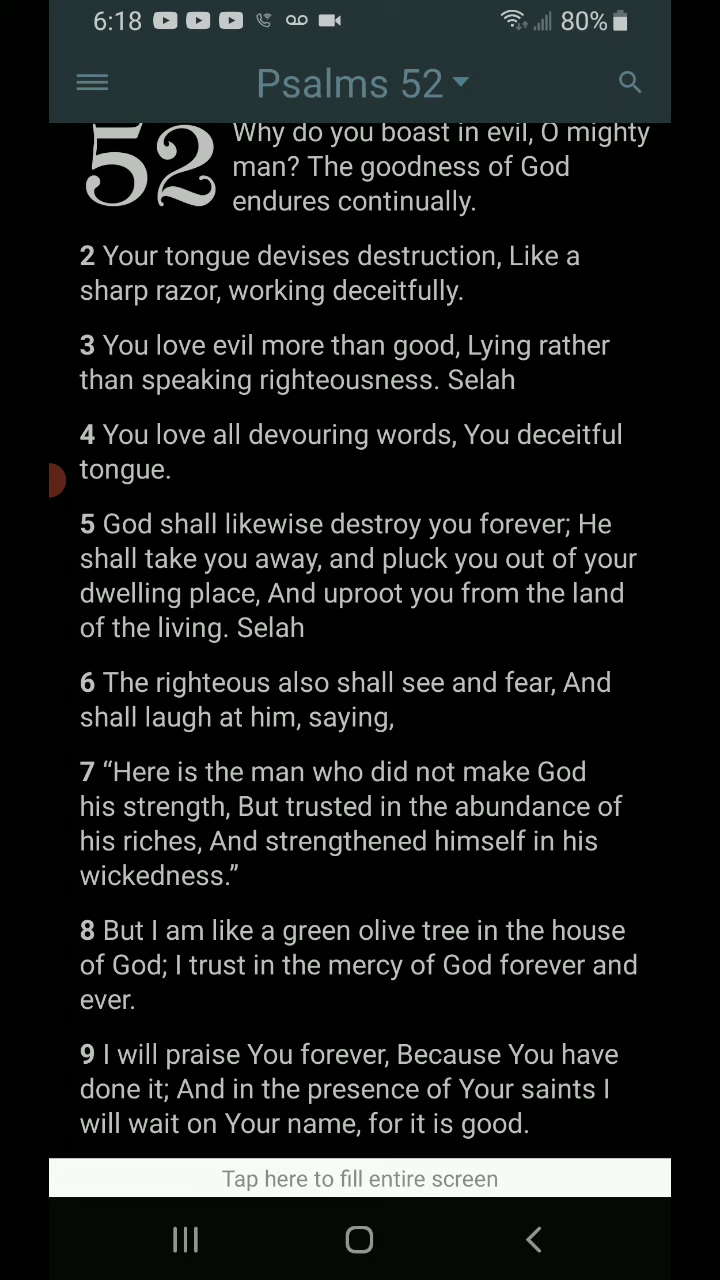 6:18 80%
Psalms 52
52 Why do you boast in evil, O mighty
man? The goodness of God
endures continually.
2 Your tongue devises destruction, Like a
sharp razor, working deceitfully.
3 You love evil more than good, Lying rather
than speaking righteousness. Selah
4 You love all devouring words, You deceitful
tongue.
5 God shall likewise destroy you forever; He
shall take you away, and pluck you out of your
dwelling place, And uproot you from the land
of the living. Selah
6 The righteous also shall see and fear, And
shall laugh at him, saying,
7 “Here is the man who did not make God
his strength, But trusted in the abundance of
his riches, And strengthened himself in his
wickedness.”
8 But I am like a green olive tree in the house
of God; I trust in the mercy of God forever and
ever.
9 I will praise You forever, Because You have
done it; And in the presence of Your saints I
will wait on Your name, for it is good.
Tap here to fill entire screen